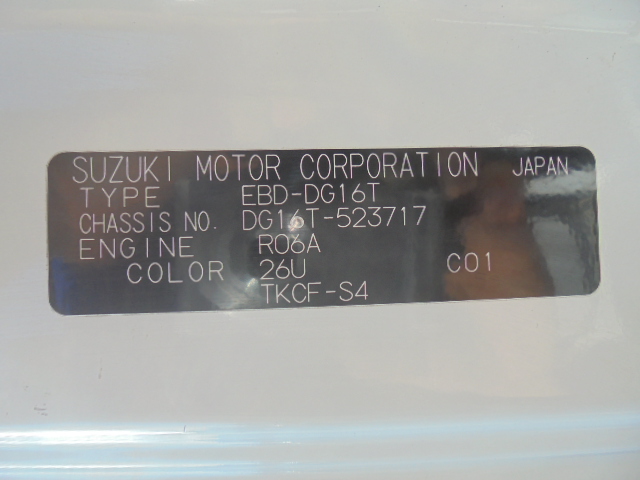 SUZUKI MOTOR CORPORATION JAPAN
TYPE EBD-DG16T
CHASSIS NO. DG16T-523717
ENGINE R06A
COLOR 26U C01
TKCF-S4